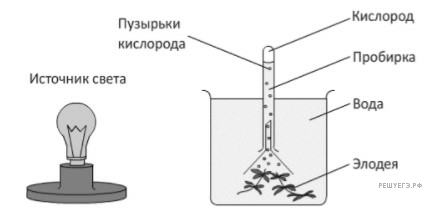 Источник света
Пузырьки
кислорода
Кислород
Пробирка
Вода
Элодея
РЕШУЕГЭ.РФ